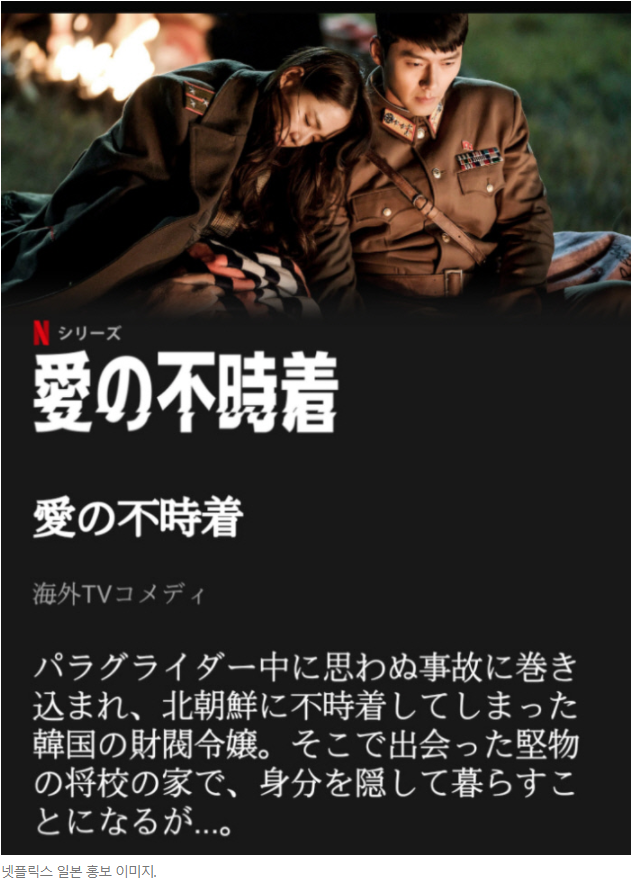 N シリーズ
愛の不時着
愛の不時着
海外TVコメディ
パラグライダー中に思わぬ事故に巻き
込まれ、北朝鮮に不時着してしまった
韓国の財閥令嬢。そこで出会った堅物
の将校の家で、身分を隠して暮らすこ
とになるが…。
넷플릭스 일본 홍보 이미지.